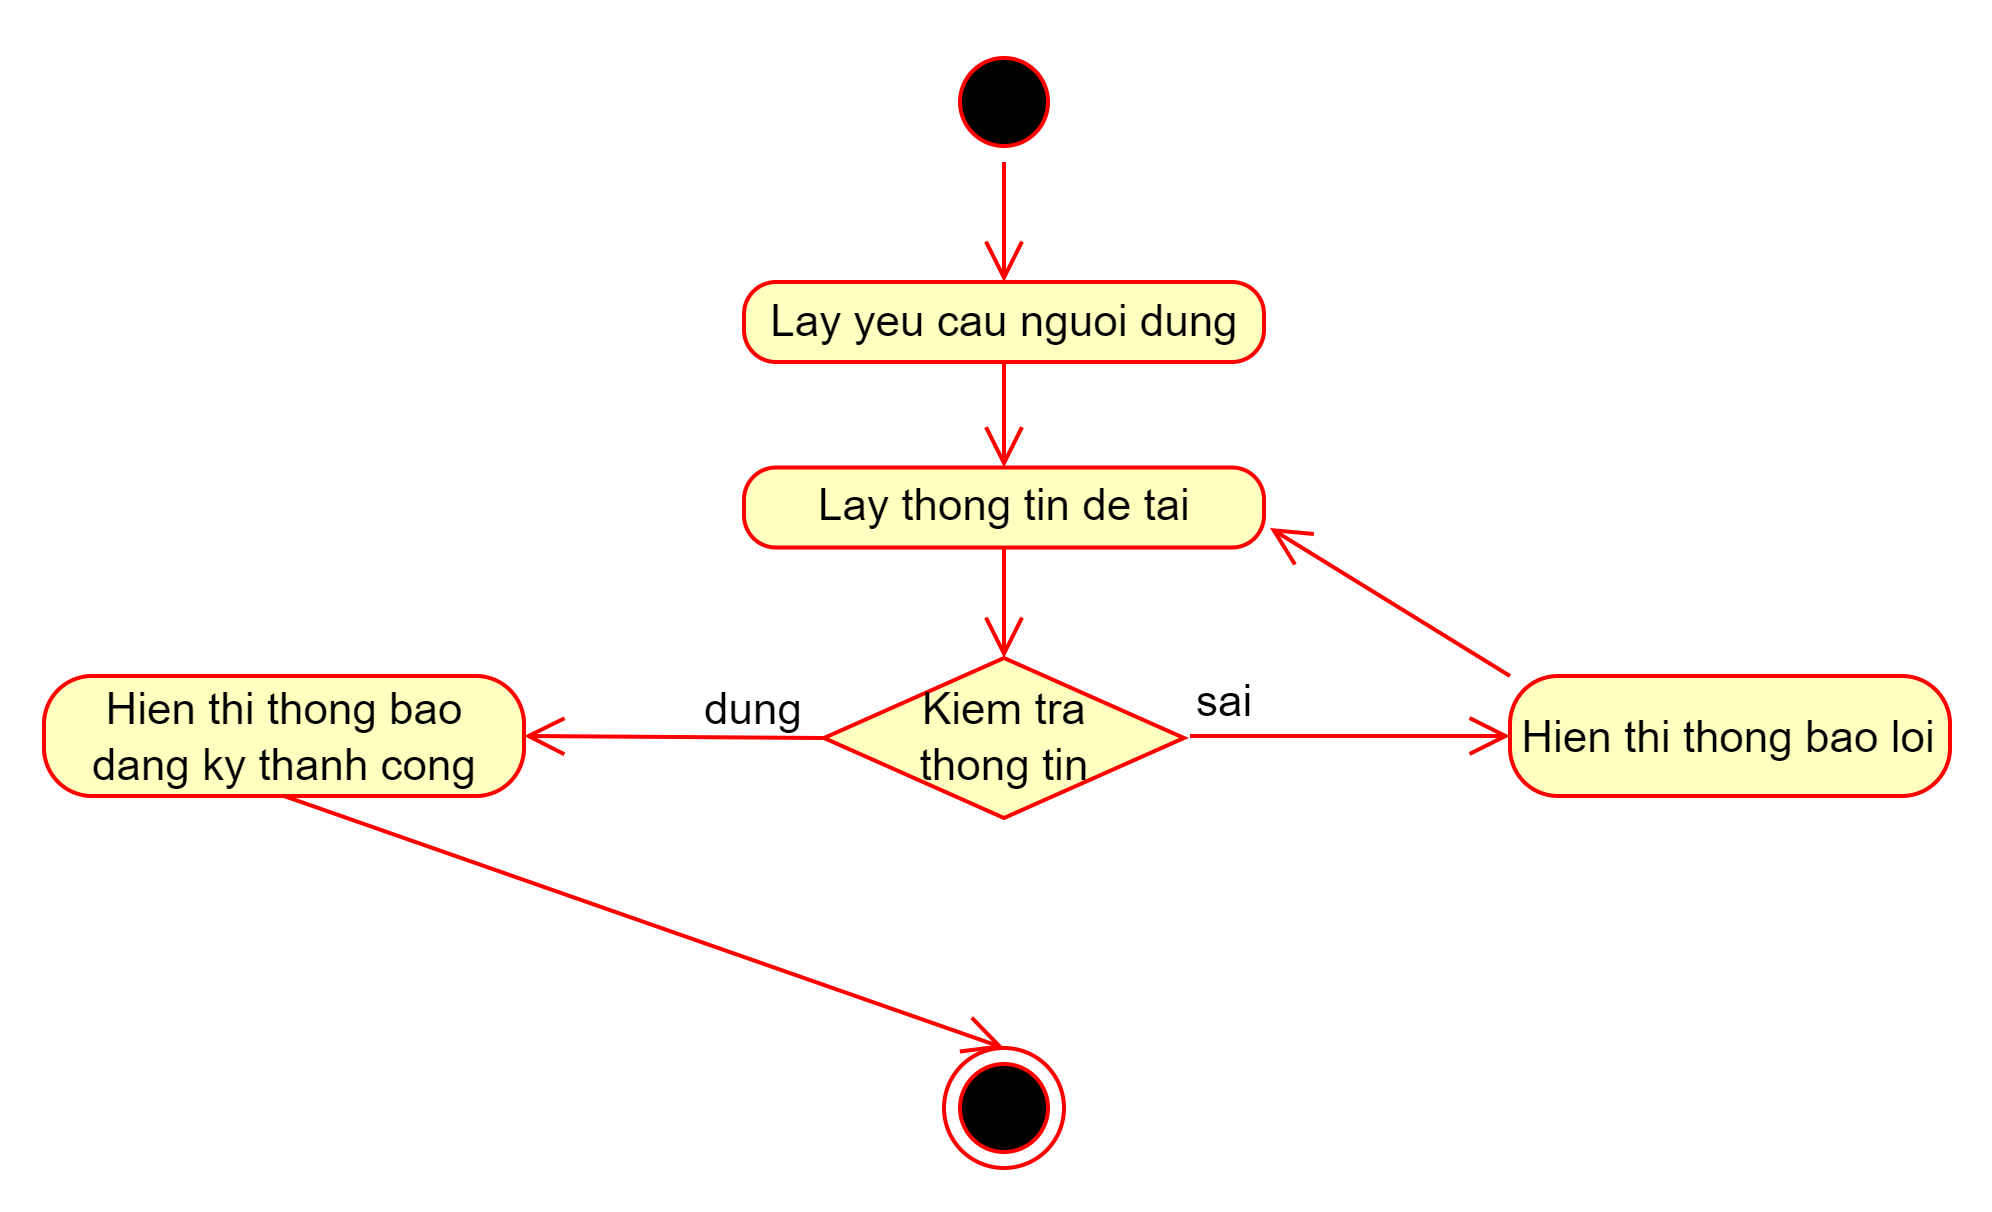 Lay yeu cau nguoi dung
Lay thong tin de tai
Hien thi thong bao
dang ky thanh cong
dung
Kiem tra
thong tin
sai
Hien thi thong bao loi